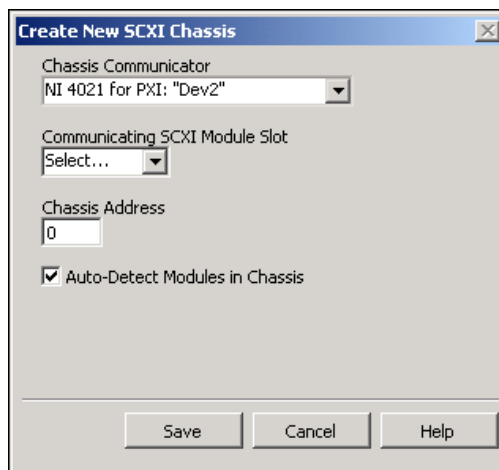 Create New SCXI Chassis
Chassis Communicator
NI 4021 for PXI: "Dev2"
Communicating SCXI Module Slot
Select...
Chassis Address
0
Auto-Detect Modules in Chassis
Save Cancel Help